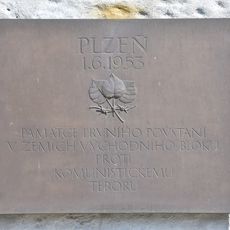 PLZEŇ
1.6.1953
PAMÁTCE PRVNÍHO POVSTÁNÍ
V ZEMÍCH VÝCHODNÍHO BLOKU
PROTI
KOMUNISTICKÉMU
TERORU